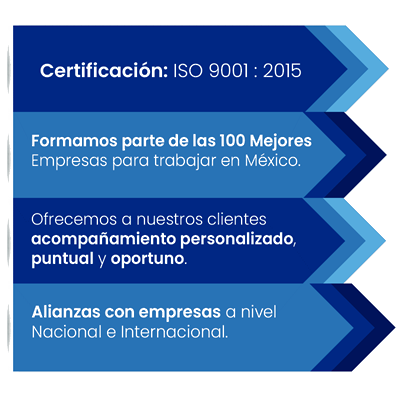 Certificación: ISO 9001 : 2015
Formamos parte de las 100 Mejores
Empresas para trabajar en México.
Ofrecemos a nuestros clientes
acompañamiento personalizado,
puntual y oportuno.
Alianzas con empresas a nivel
Nacional e Internacional.